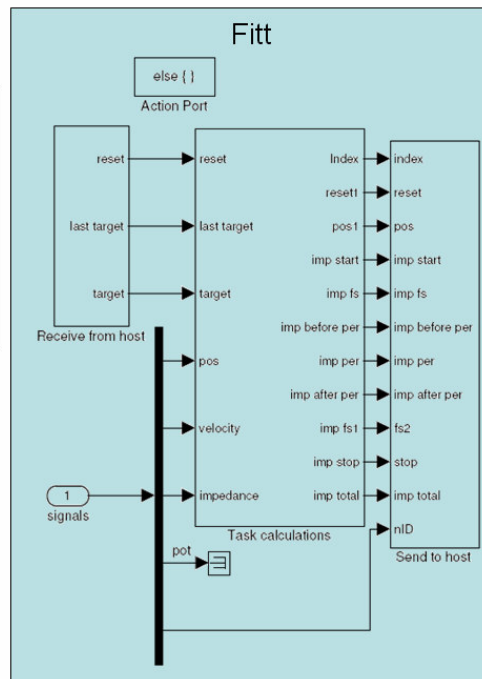 Fitt
else { }
Action Port
reset
last target
target
Receive from host
reset
last target
target
pos
velocity
impedance
Index
reset1
pos1
imp start
imp fs
imp before per
imp per
imp after per
imp fs1
imp stop
imp total
Task calculations
index
reset
pos
imp start
imp fs
imp before per
imp per
imp after per
fs2
stop
imp total
nID
Send to host
1
signals
pot